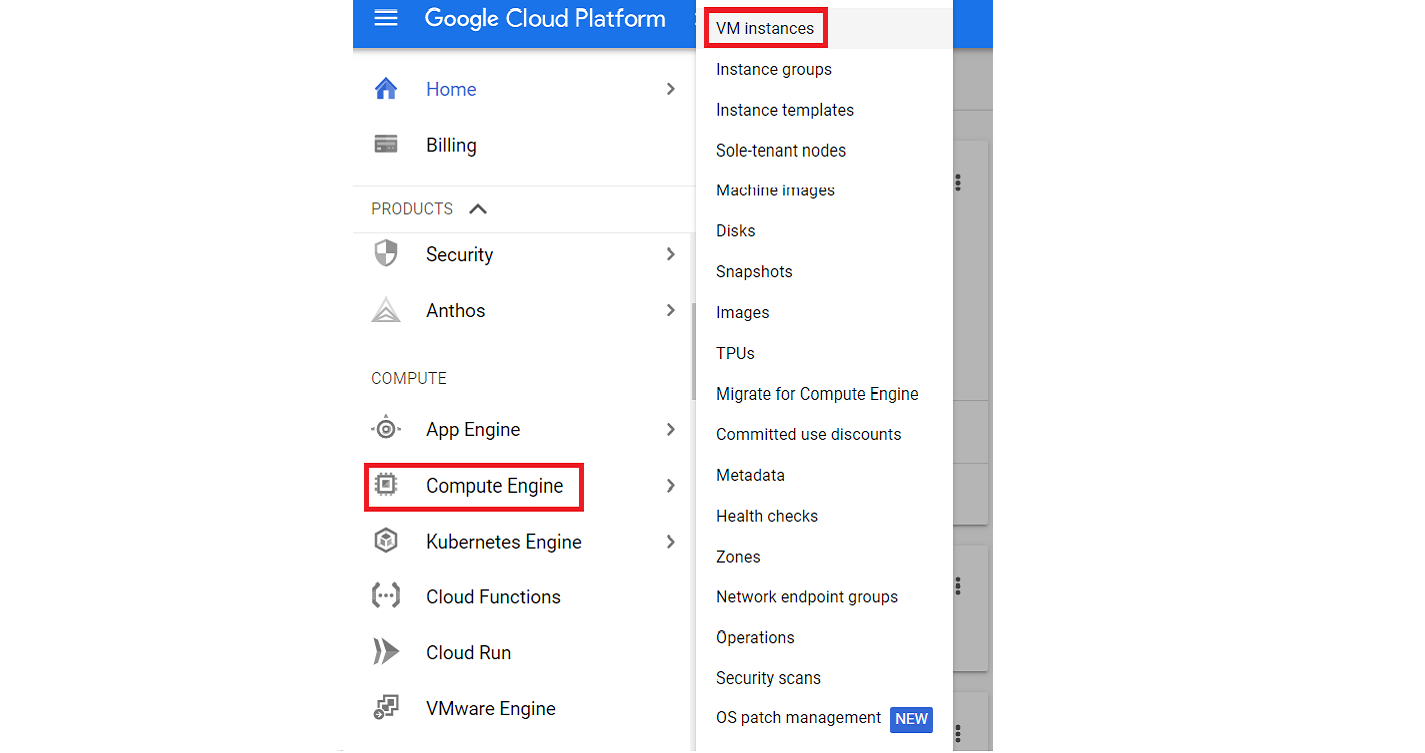 Google Cloud Platform
Home
Billing
PRODUCTS
Security
Anthos
COMPUTE
App Engine
Compute Engine
Kubernetes Engine
Cloud Functions
Cloud Run
VMware Engine
VM instances
Instance groups
Instance templates
Sole-tenant nodes
Machine images
Disks
Snapshots
Images
TPUs
Migrate for Compute Engine
Committed use discounts
Metadata
Health checks
Zones
Network endpoint groups
Operations
Security scans
OS patch management NEW